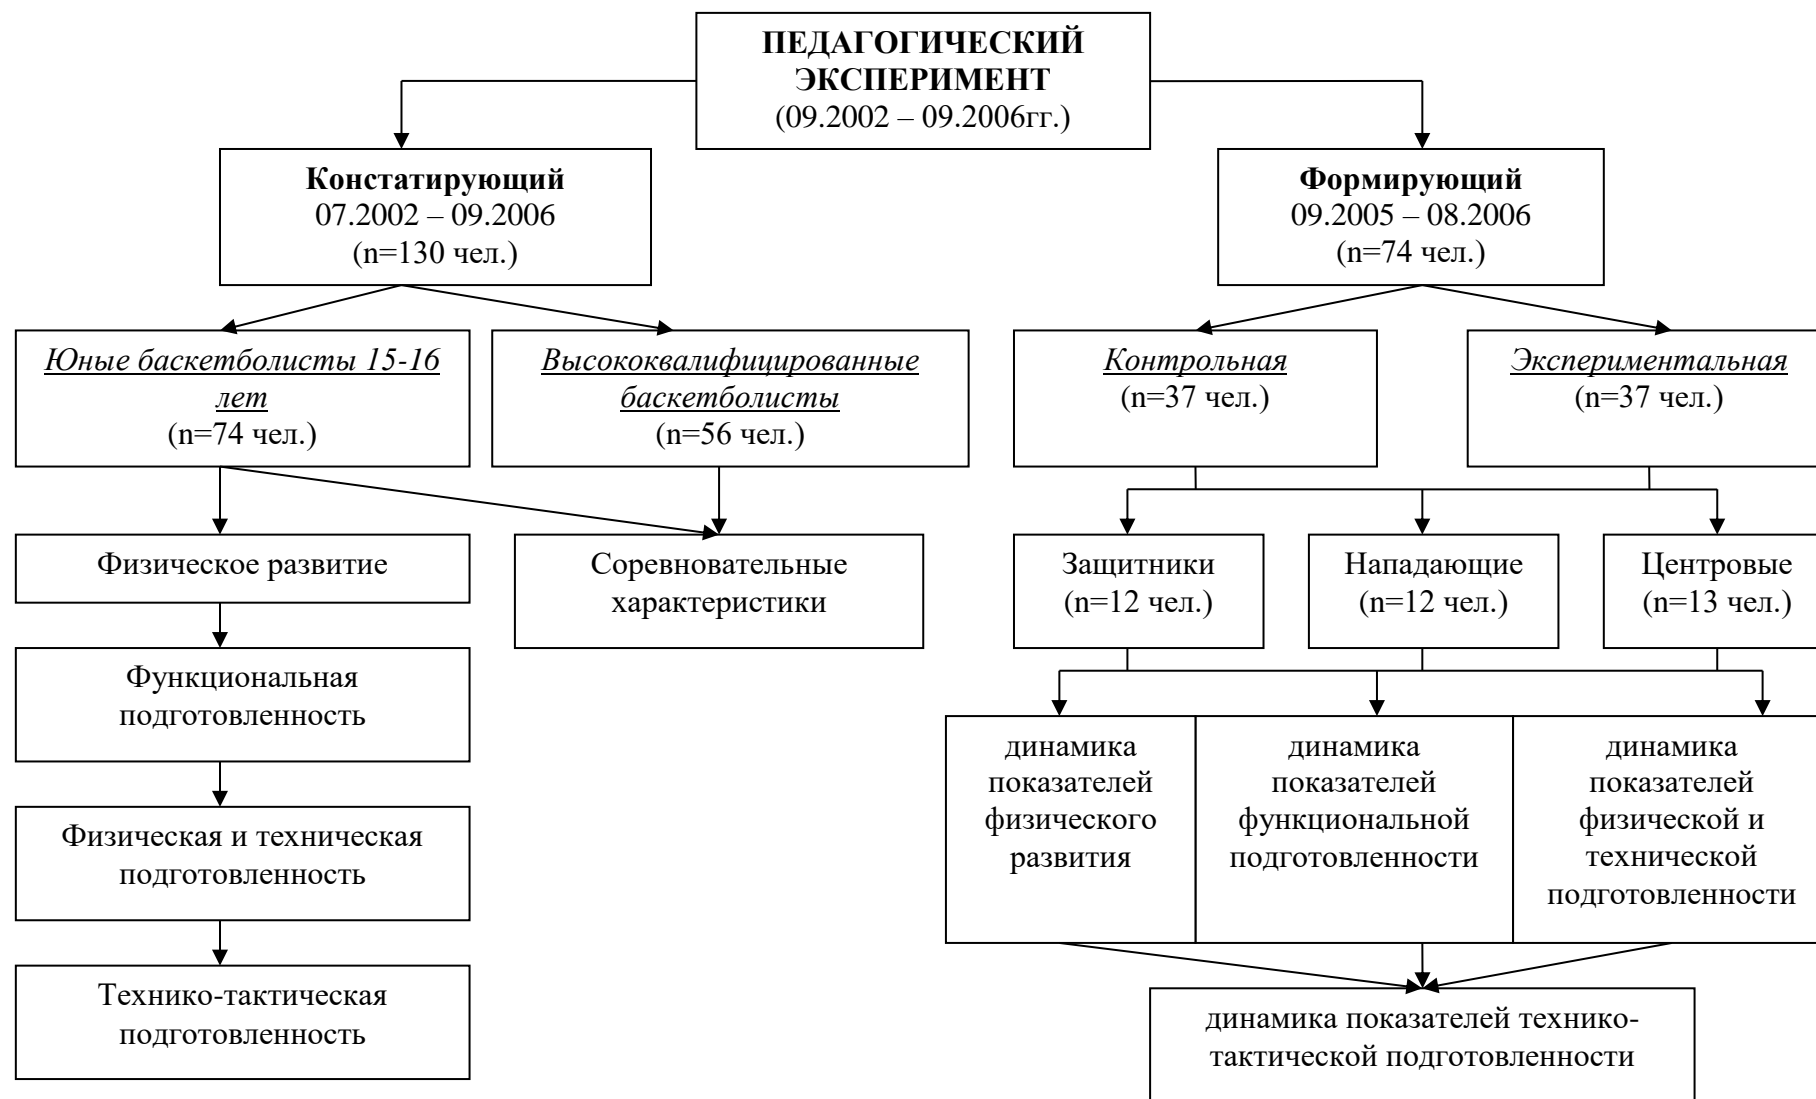 ПЕДАГОГИЧЕСКИЙ
ЭКСПЕРИМЕНТ
(09.2002 – 09.2006гг.)
Констатирующий
07.2002 – 09.2006
(n=130 чел.)
Формирующий
09.2005 – 08.2006
(n=74 чел.)
Юные баскетболисты 15-16
лет
(n=74 чел.)
Высококвалифицированные
баскетболисты
(n=56 чел.)
Контрольная
(n=37 чел.)
Экспериментальная
(n=37 чел.)
Физическое развитие
Соревновательные
характеристики
Защитники
(n=12 чел.)
Нападающие
(n=12 чел.)
Центровые
(n=13 чел.)
Функциональная
подготовленность
Физическая и техническая
подготовленность
Технико-тактическая
подготовленность
динамика
показателей
физического
развития
динамика
показателей
функциональной
подготовленности
динамика
показателей
физической и
технической
подготовленности
динамика показателей технико-
тактической подготовленности